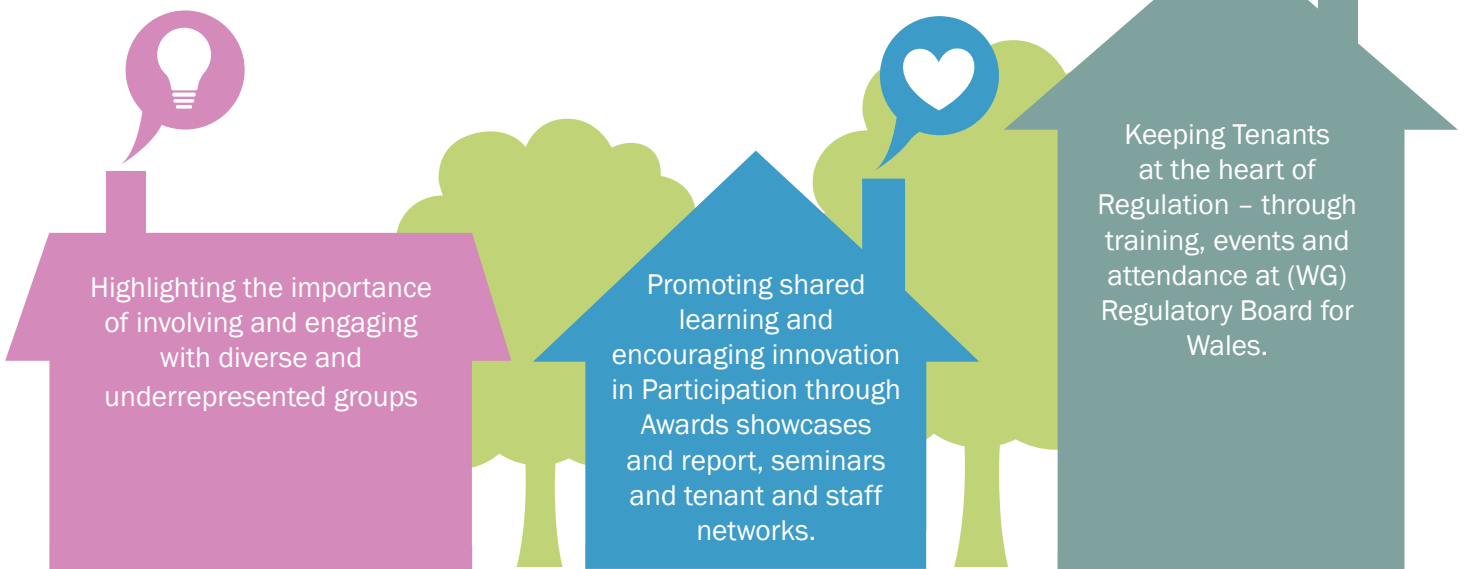 Highlighting the importance
of involving and engaging
with diverse and
underrepresented groups
Promoting shared
learning and
encouraging innovation
in Participation through
Awards showcases
and report, seminars
and tenant and staff
networks.
Keeping Tenants
at the heart of
Regulation – through
training, events and
attendance at (WG)
Regulatory Board for
Wales.